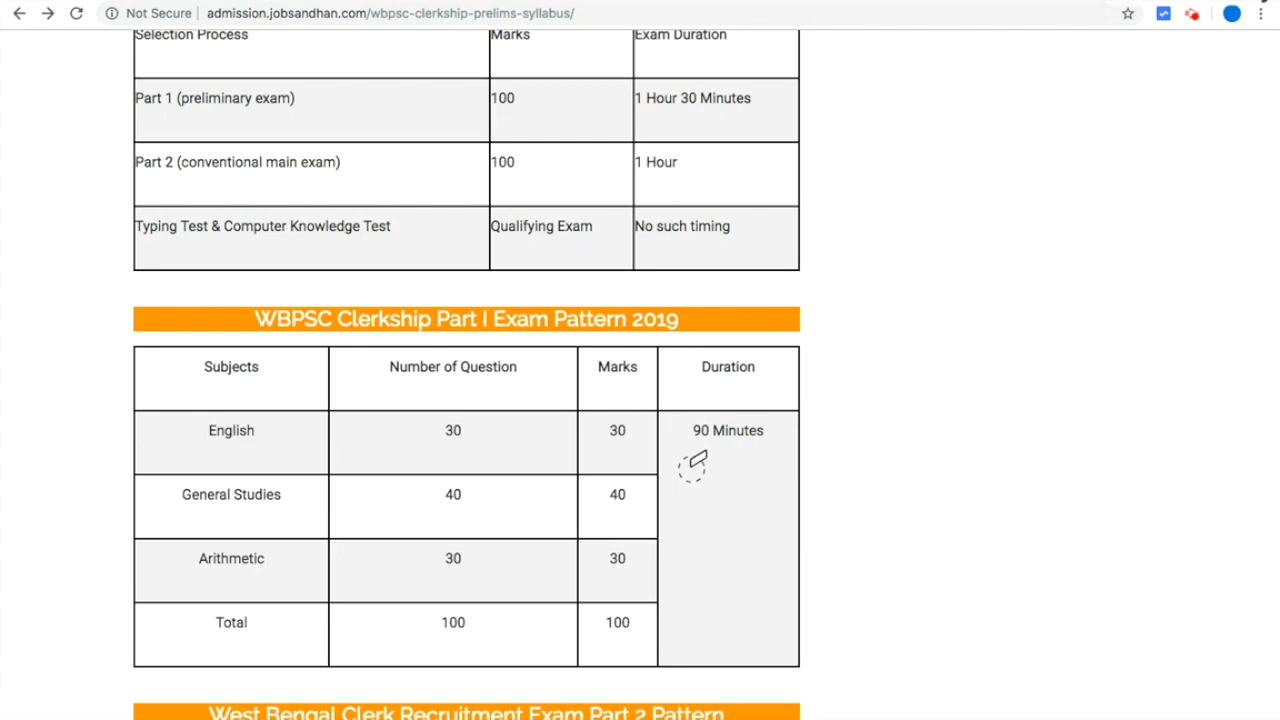 Not Secure | admission.jobsandhan.com/wbpsc-clerkship-prelims-syllabus/
Selection Process Marks Exam Duration
Part 1 (preliminary exam) 100 1 Hour 30 Minutes
Part 2 (conventional main exam) 100 1 Hour
Typing Test & Computer Knowledge Test Qualifying Exam No such timing
WBPSC Clerkship Part I Exam Pattern 2019
Subjects Number of Question Marks Duration
English 30 30 90 Minutes
General Studies 40 40
Arithmetic 30 30
Total 100 100
West Bengal Clerk Recruitment Exam Part 2 Pattern